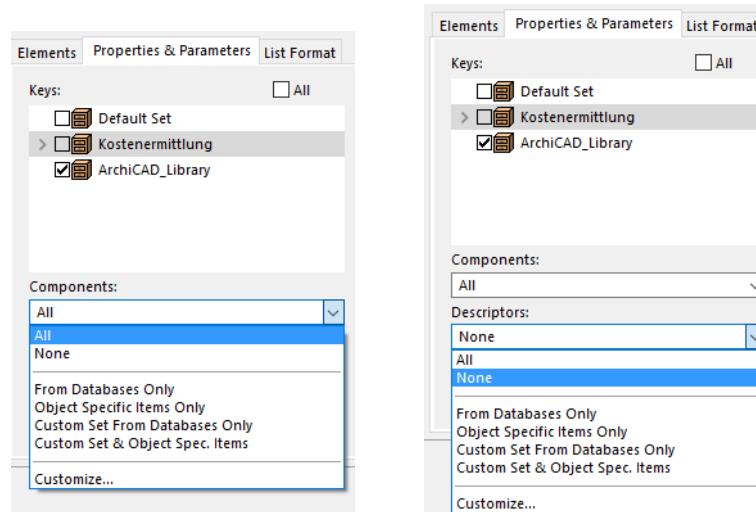 Elements Properties & Parameters List Format
Keys: All
Default Set
Kostenermittlung
ArchiCAD_Library
Components:
All
All
None
From Databases Only
Object Specific Items Only
Custom Set From Databases Only
Custom Set & Object Spec. Items
Customize...
Elements Properties & Parameters List Format
Keys: All
Default Set
Kostenermittlung
ArchiCAD_Library
Components:
All
Descriptors:
None
All
None
From Databases Only
Object Specific Items Only
Custom Set From Databases Only
Custom Set & Object Spec. Items
Customize...